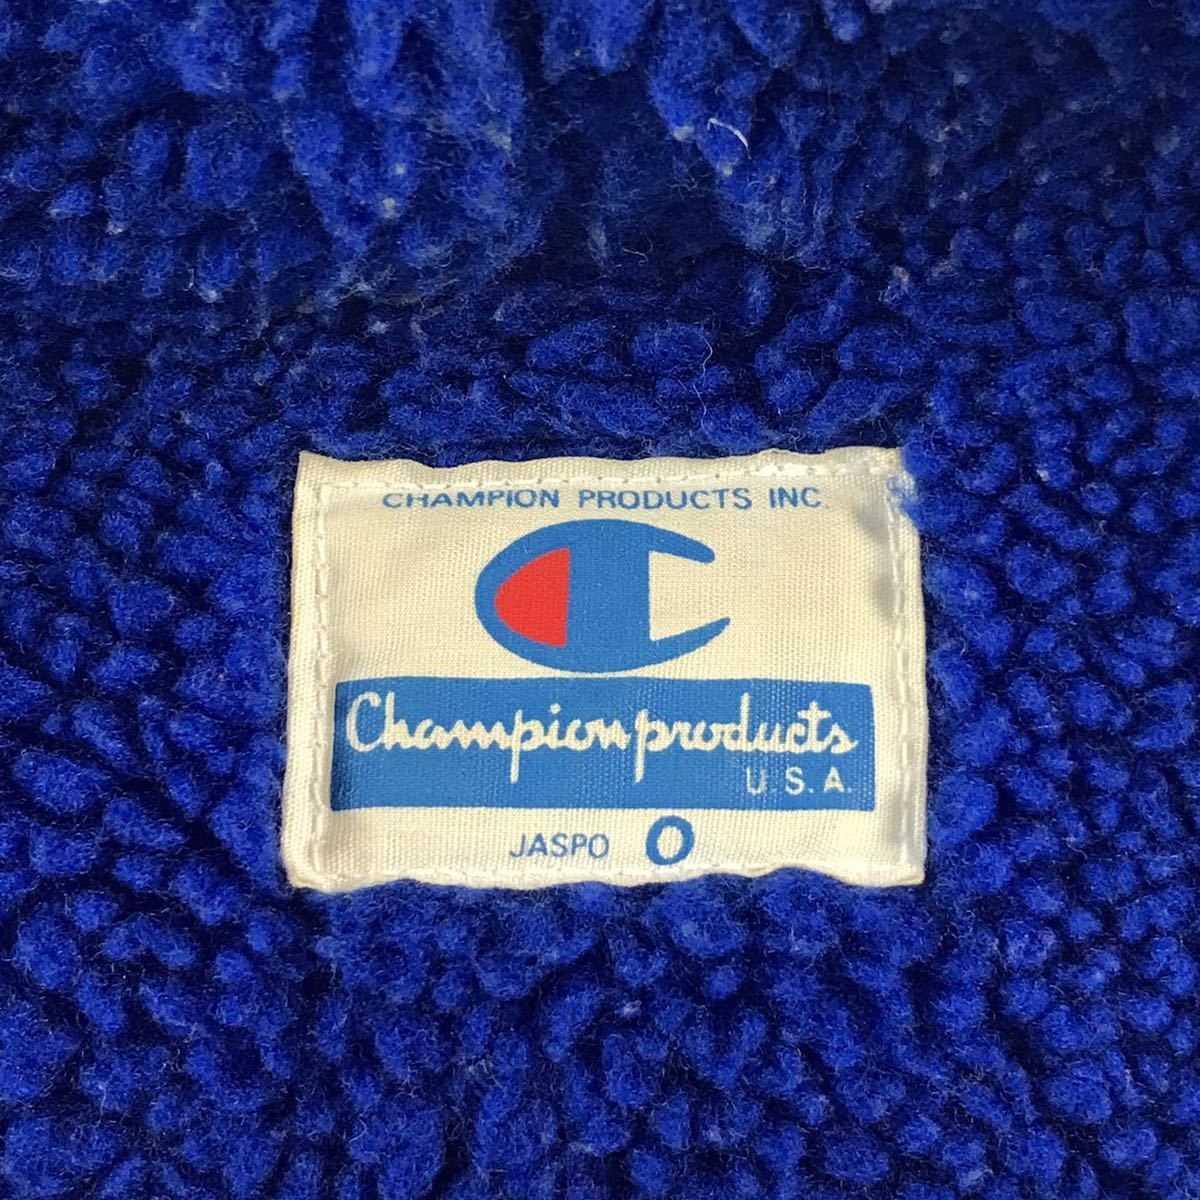 CHAMPION PRODUCTS INC.
Champion products
U.S.A.
JASPO O